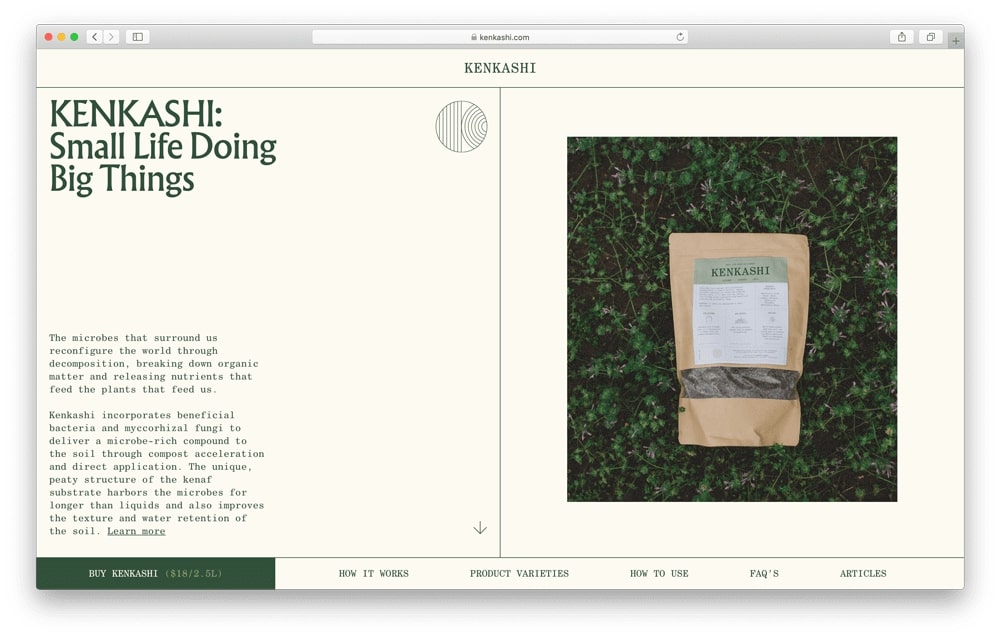 kenkashi.com
KENKASHI
KENKASHI:
Small Life Doing
Big Things
The microbes that surround us
reconfigure the world through
decomposition, breaking down organic
matter and releasing nutrients that
feed the plants that feed us.
Kenkashi incorporates beneficial
bacteria and myccorhizal fungi to
deliver a microbe-rich compound to
the soil through compost acceleration
and direct application. The unique,
peaty structure of the kenaf
substrate harbors the microbes for
longer than liquids and also improves
the texture and water retention of
the soil. Learn more
KENKASHI
BUY KENKASHI ($18/2.5L)
HOW IT WORKS
PRODUCT VARIETIES
HOW TO USE
FAQ'S
ARTICLES